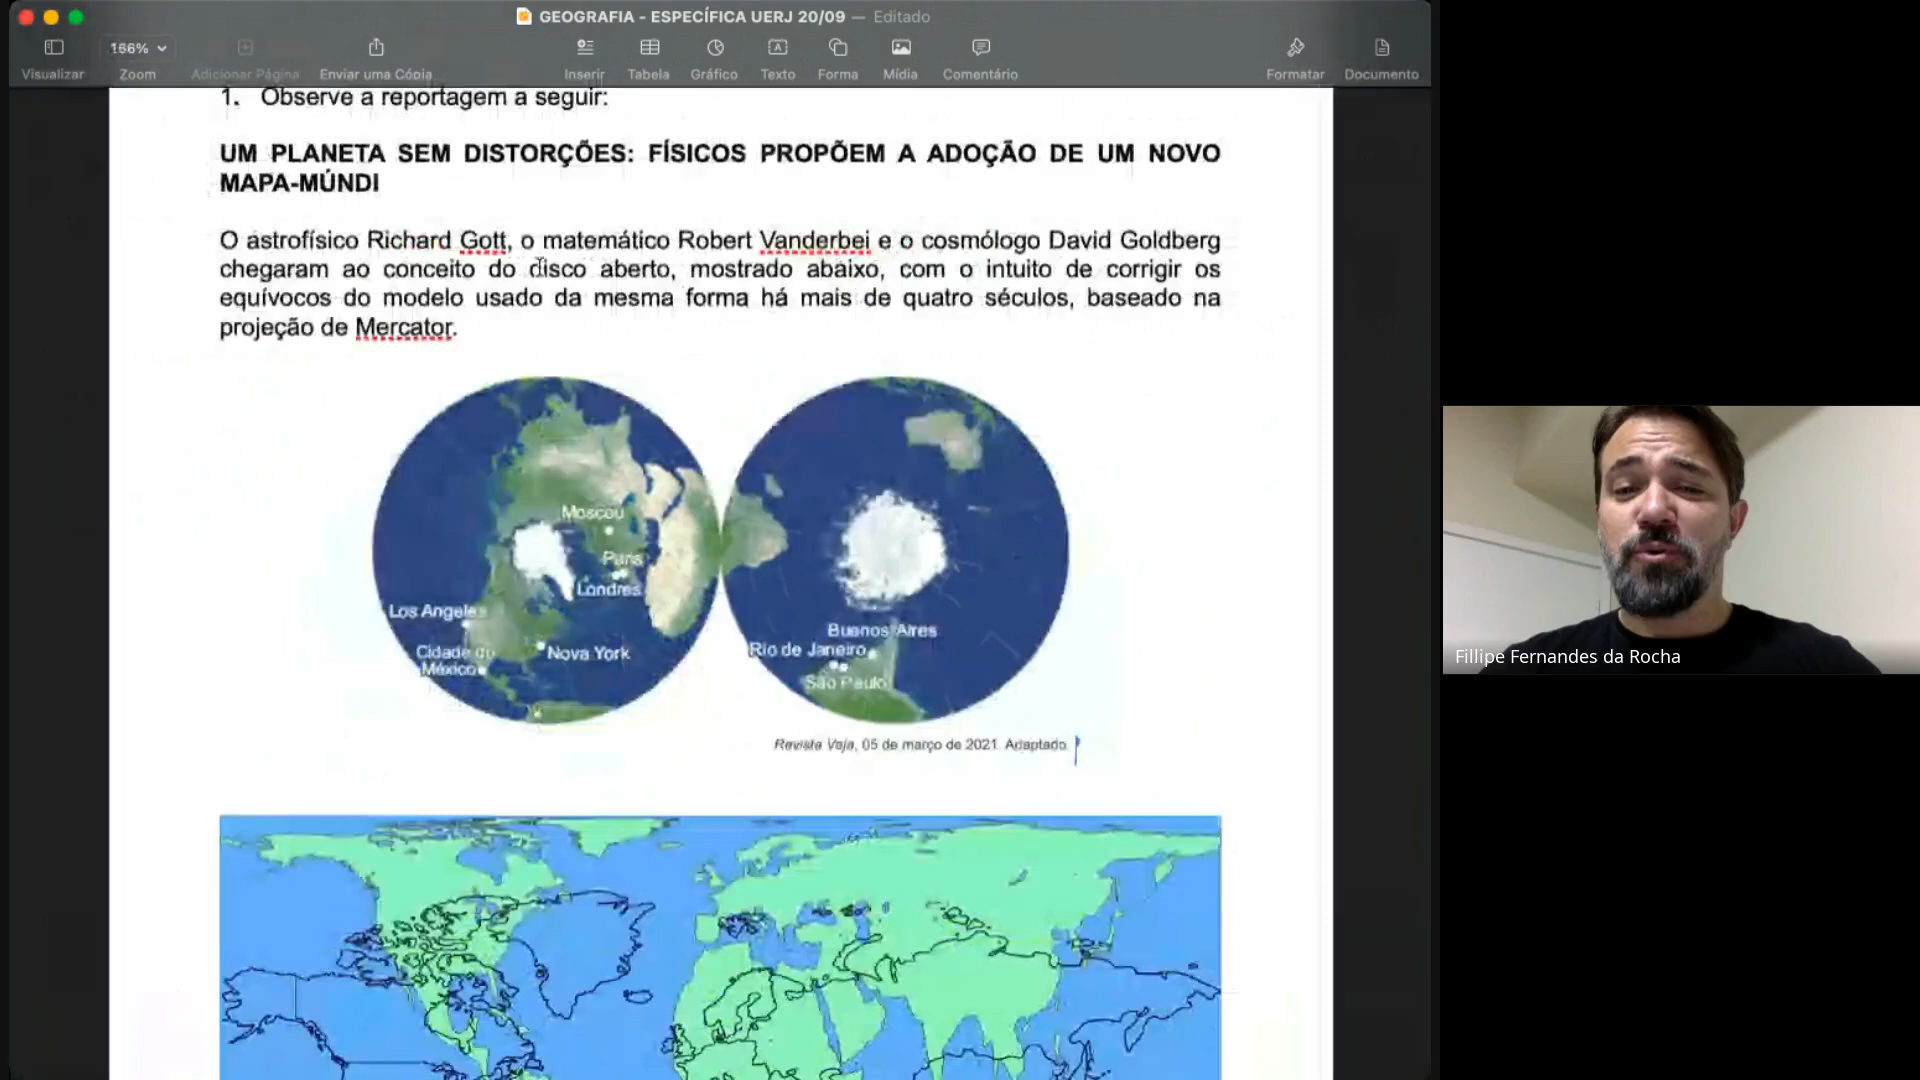 GEOGRAFIA - ESPECÍFICA UERJ 20/09 — Editado
166%
Visualizar
Zoom
Adicionar Página
Enviar uma Cópia
Inserir
Tabela
Gráfico
Texto
Forma
Mídia
Comentário
Formatar
Documento
1. Observe a reportagem a seguir:
UM PLANETA SEM DISTORÇÕES: FÍSICOS PROPÕEM A ADOÇÃO DE UM NOVO
MAPA-MÚNDI
O astrofísico Richard Gott, o matemático Robert Vanderbei e o cosmólogo David Goldberg
chegaram ao conceito do disco aberto, mostrado abaixo, com o intuito de corrigir os
equívocos do modelo usado da mesma forma há mais de quatro séculos, baseado na
projeção de Mercator.
Moscou
Paris
Londres
Los Angeles
Cidade do
México
Nova York
Buenos Aires
Rio de Janeiro
São Paulo
Revista Veja, 05 de março de 2021. Adaptado.
Fillipe Fernandes da Rocha